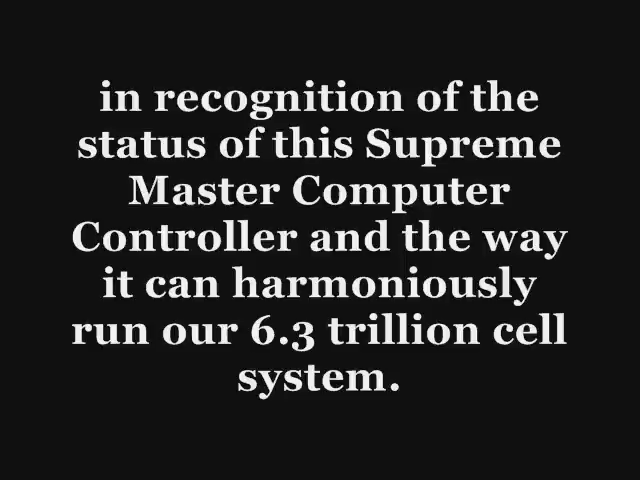 in recognition of the
status of this Supreme
Master Computer
Controller and the way
it can harmoniously
run our 6.3 trillion cell
system.